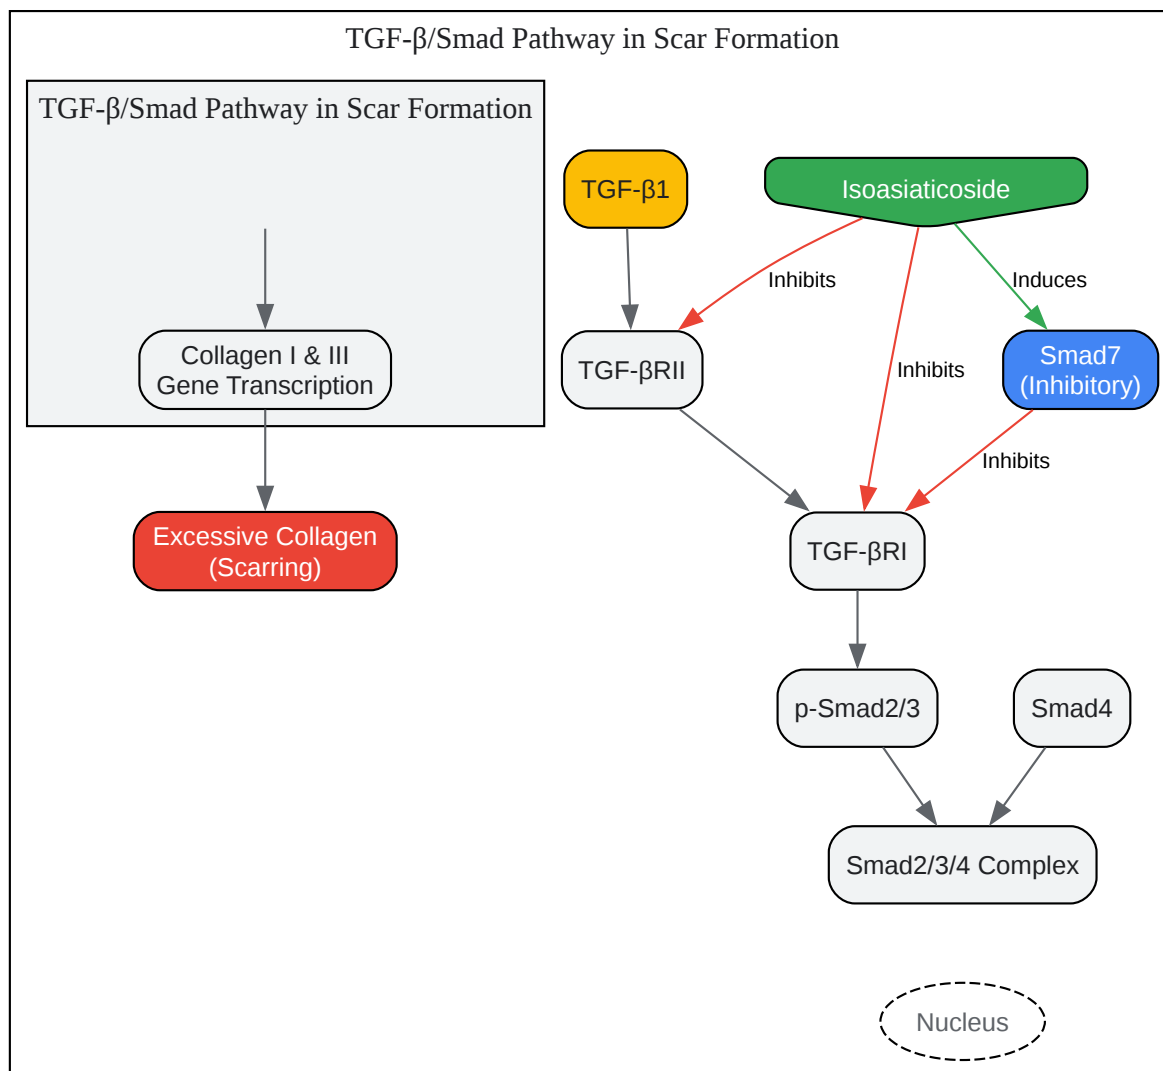 TGF-β/Smad Pathway in Scar Formation
TGF-β/Smad Pathway in Scar Formation
TGF-β1
Isoasiaticoside
Inhibits
Induces
Collagen I & III
Gene Transcription
TGF-βRII
Inhibits
Smad7
(Inhibitory)
Inhibits
Excessive Collagen
(Scarring)
TGF-βRI
p-Smad2/3
Smad4
Smad2/3/4 Complex
Nucleus